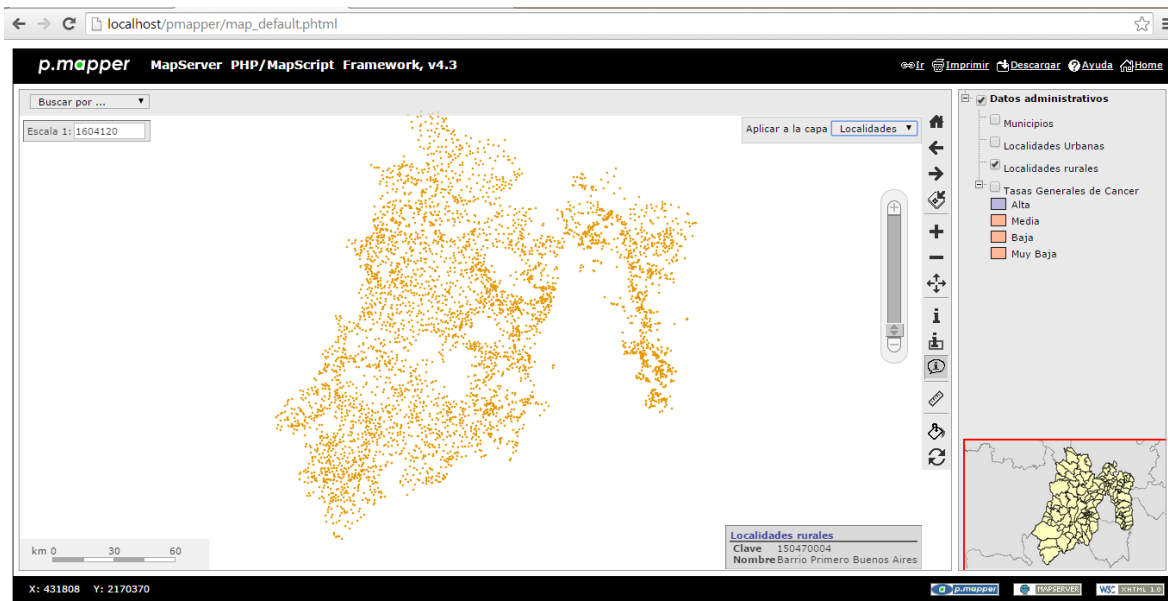 localhost/pmapper/map_default.phtml
p.mapper MapServer PHP/MapScript Framework, v4.3
Ir Imprimir Descargar Ayuda Home
Buscar por ...
Escala 1: 1604120
Aplicar a la capa Localidades
Datos administrativos
Municipios
Localidades Urbanas
Localidades rurales
Tasas Generales de Cancer
Alta
Media
Baja
Muy Baja
Localidades rurales
Clave 150470004
Nombre Barrio Primero Buenos Aires
km 0 30 60
X: 431808 Y: 2170370
p.mapper MAPSERVER W3C XHTML 1.0